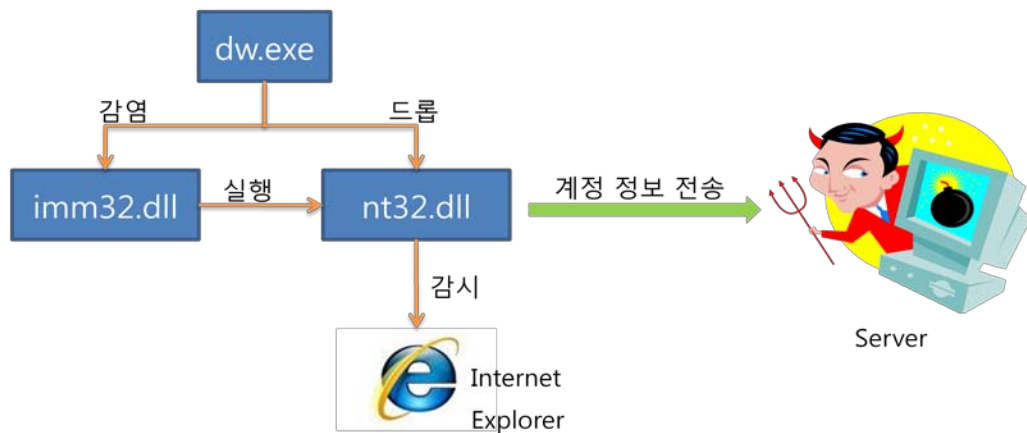 dw.exe
감염
드롭
imm32.dll
실행
nt32.dll
계정 정보 전송
감시
Internet
Explorer
Server